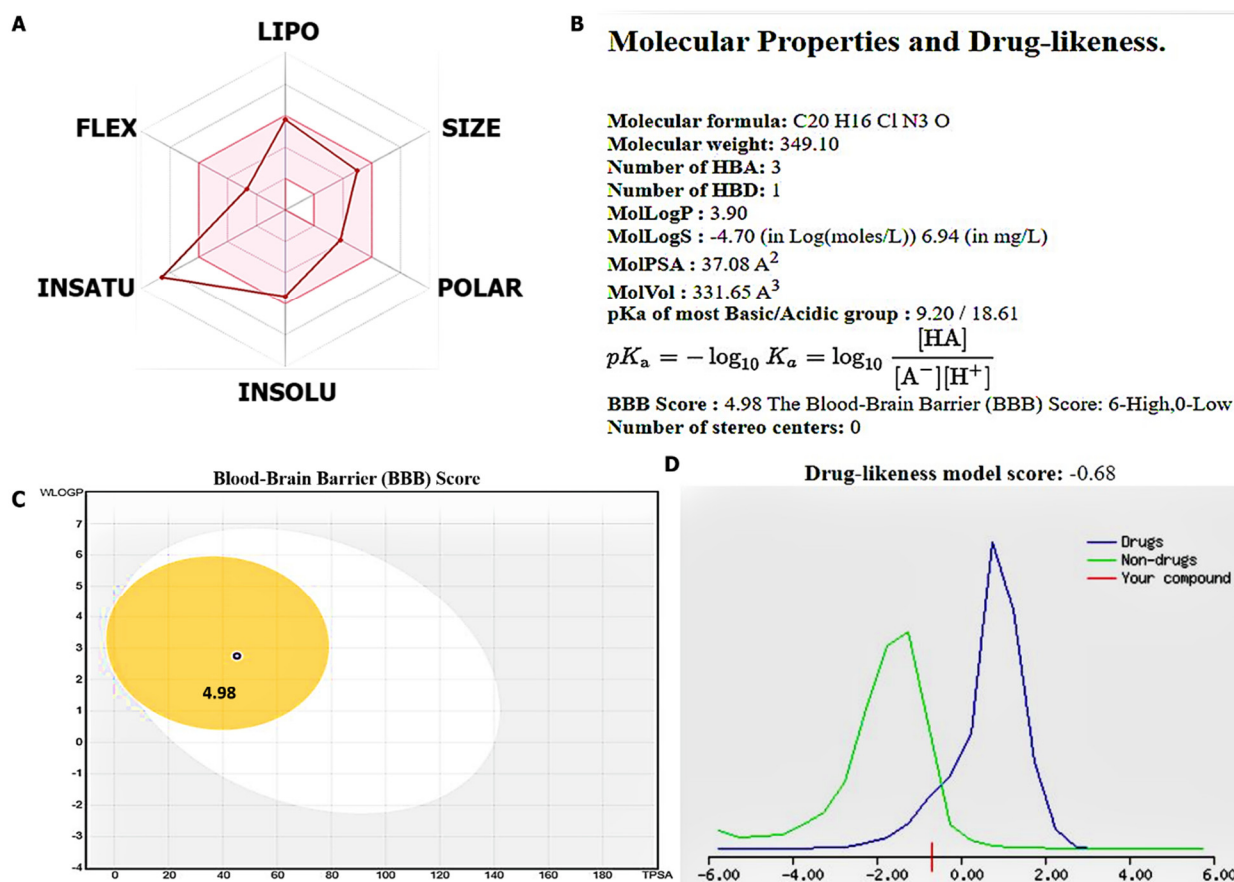 A
LIPO
FLEX
SIZE
INSATU
POLAR
INSOLU
B
Molecular Properties and Drug-likeness.
Molecular formula: C20 H16 Cl N3 O
Molecular weight: 349.10
Number of HBA: 3
Number of HBD: 1
MolLogP : 3.90
MolLogS : -4.70 (in Log(moles/L)) 6.94 (in mg/L)
MolPSA : 37.08 A²
MolVol : 331.65 A³
pKa of most Basic/Acidic group : 9.20 / 18.61
pKₐ = −log₁₀ Kₐ = log₁₀ [HA] / [A⁻][H⁺]
BBB Score : 4.98 The Blood-Brain Barrier (BBB) Score: 6-High,0-Low
Number of stereo centers: 0
C
Blood-Brain Barrier (BBB) Score
WLOGP
7
6
5
4
3
2
1
0
-1
-2
-3
-4
4.98
0 20 40 60 80 100 120 140 160 180 TPSA
D
Drug-likeness model score: -0.68
Drugs
Non-drugs
Your compound
-6.00 -4.00 -2.00 0.00 2.00 4.00 6.00